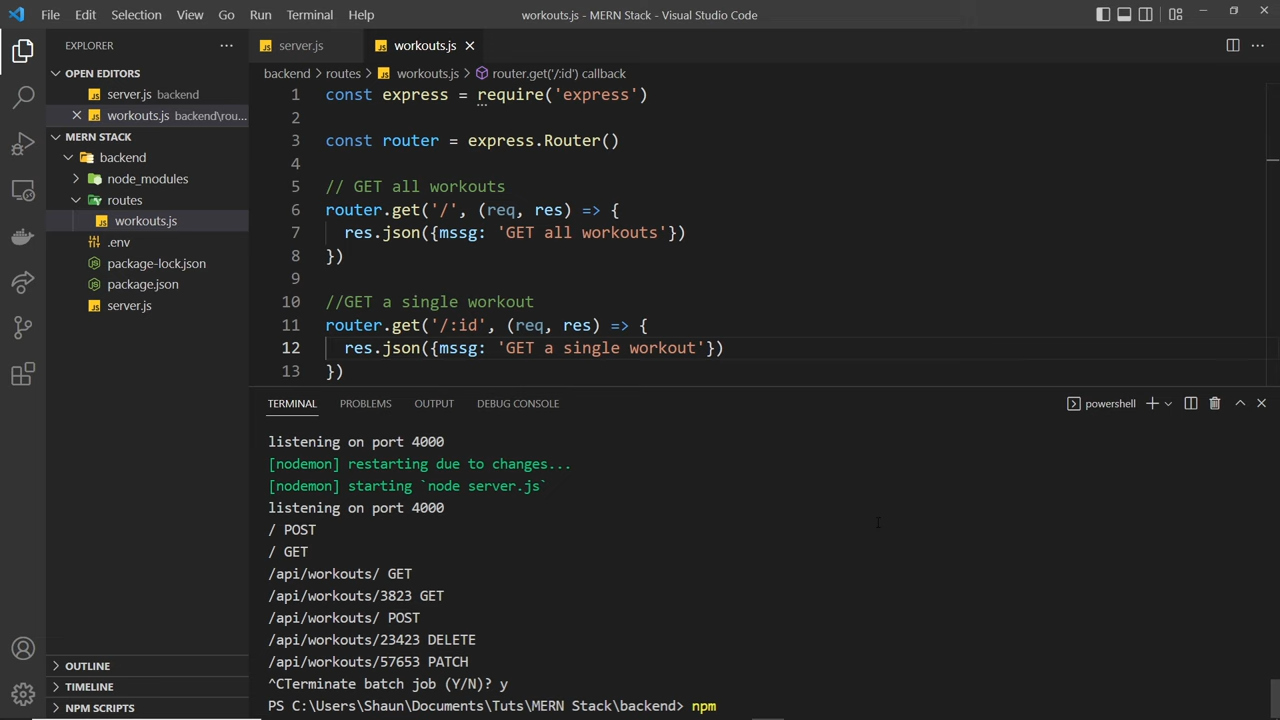 File Edit Selection View Go Run Terminal Help workouts.js - MERN Stack - Visual Studio Code
EXPLORER
OPEN EDITORS
server.js backend
workouts.js backend\rou...
MERN STACK
backend
node_modules
routes
workouts.js
.env
package-lock.json
package.json
server.js
OUTLINE
TIMELINE
NPM SCRIPTS
server.js workouts.js
backend > routes > workouts.js > router.get('/:id') callback
1 const express = require('express')
2
3 const router = express.Router()
4
5 // GET all workouts
6 router.get('/', (req, res) => {
7 res.json({mssg: 'GET all workouts'})
8 })
9
10 //GET a single workout
11 router.get('/:id', (req, res) => {
12 res.json({mssg: 'GET a single workout'})
13 })
TERMINAL PROBLEMS OUTPUT DEBUG CONSOLE powershell
listening on port 4000
[nodemon] restarting due to changes...
[nodemon] starting `node server.js`
listening on port 4000
/ POST
/ GET
/api/workouts/ GET
/api/workouts/3823 GET
/api/workouts/ POST
/api/workouts/23423 DELETE
/api/workouts/57653 PATCH
^CTerminate batch job (Y/N)? y
PS C:\Users\Shaun\Documents\Tuts\MERN Stack\backend> npm